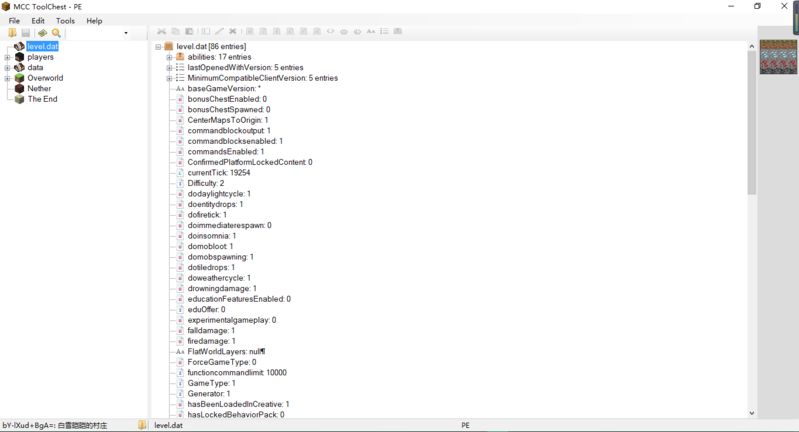 MCC ToolChest - PE
File Edit Tools Help
level.dat
players
data
Overworld
Nether
The End
level.dat [86 entries]
abilities: 17 entries
lastOpenedWithVersion: 5 entries
MinimumCompatibleClientVersion: 5 entries
baseGameVersion: *
bonusChestEnabled: 0
bonusChestSpawned: 0
CenterMapsToOrigin: 1
commandblockoutput: 1
commandblocksenabled: 1
commandsEnabled: 1
ConfirmedPlatformLockedContent: 0
currentTick: 19254
Difficulty: 2
dodaylightcycle: 1
doentitydrops: 1
dofiretick: 1
doimmediaterespawn: 0
doinsomnia: 1
domobloot: 1
domobspawning: 1
dotiledrops: 1
doweathercycle: 1
drowningdamage: 1
educationFeaturesEnabled: 0
eduOffer: 0
experimentalgameplay: 0
falldamage: 1
firedamage: 1
FlatWorldLayers: null¶
ForceGameType: 0
functioncommandlimit: 10000
GameType: 1
Generator: 1
hasBeenLoadedInCreative: 1
hasLockedBehaviorPack: 0
bY-lXud+BgA=: 白雪皑皑的村庄
level.dat
PE